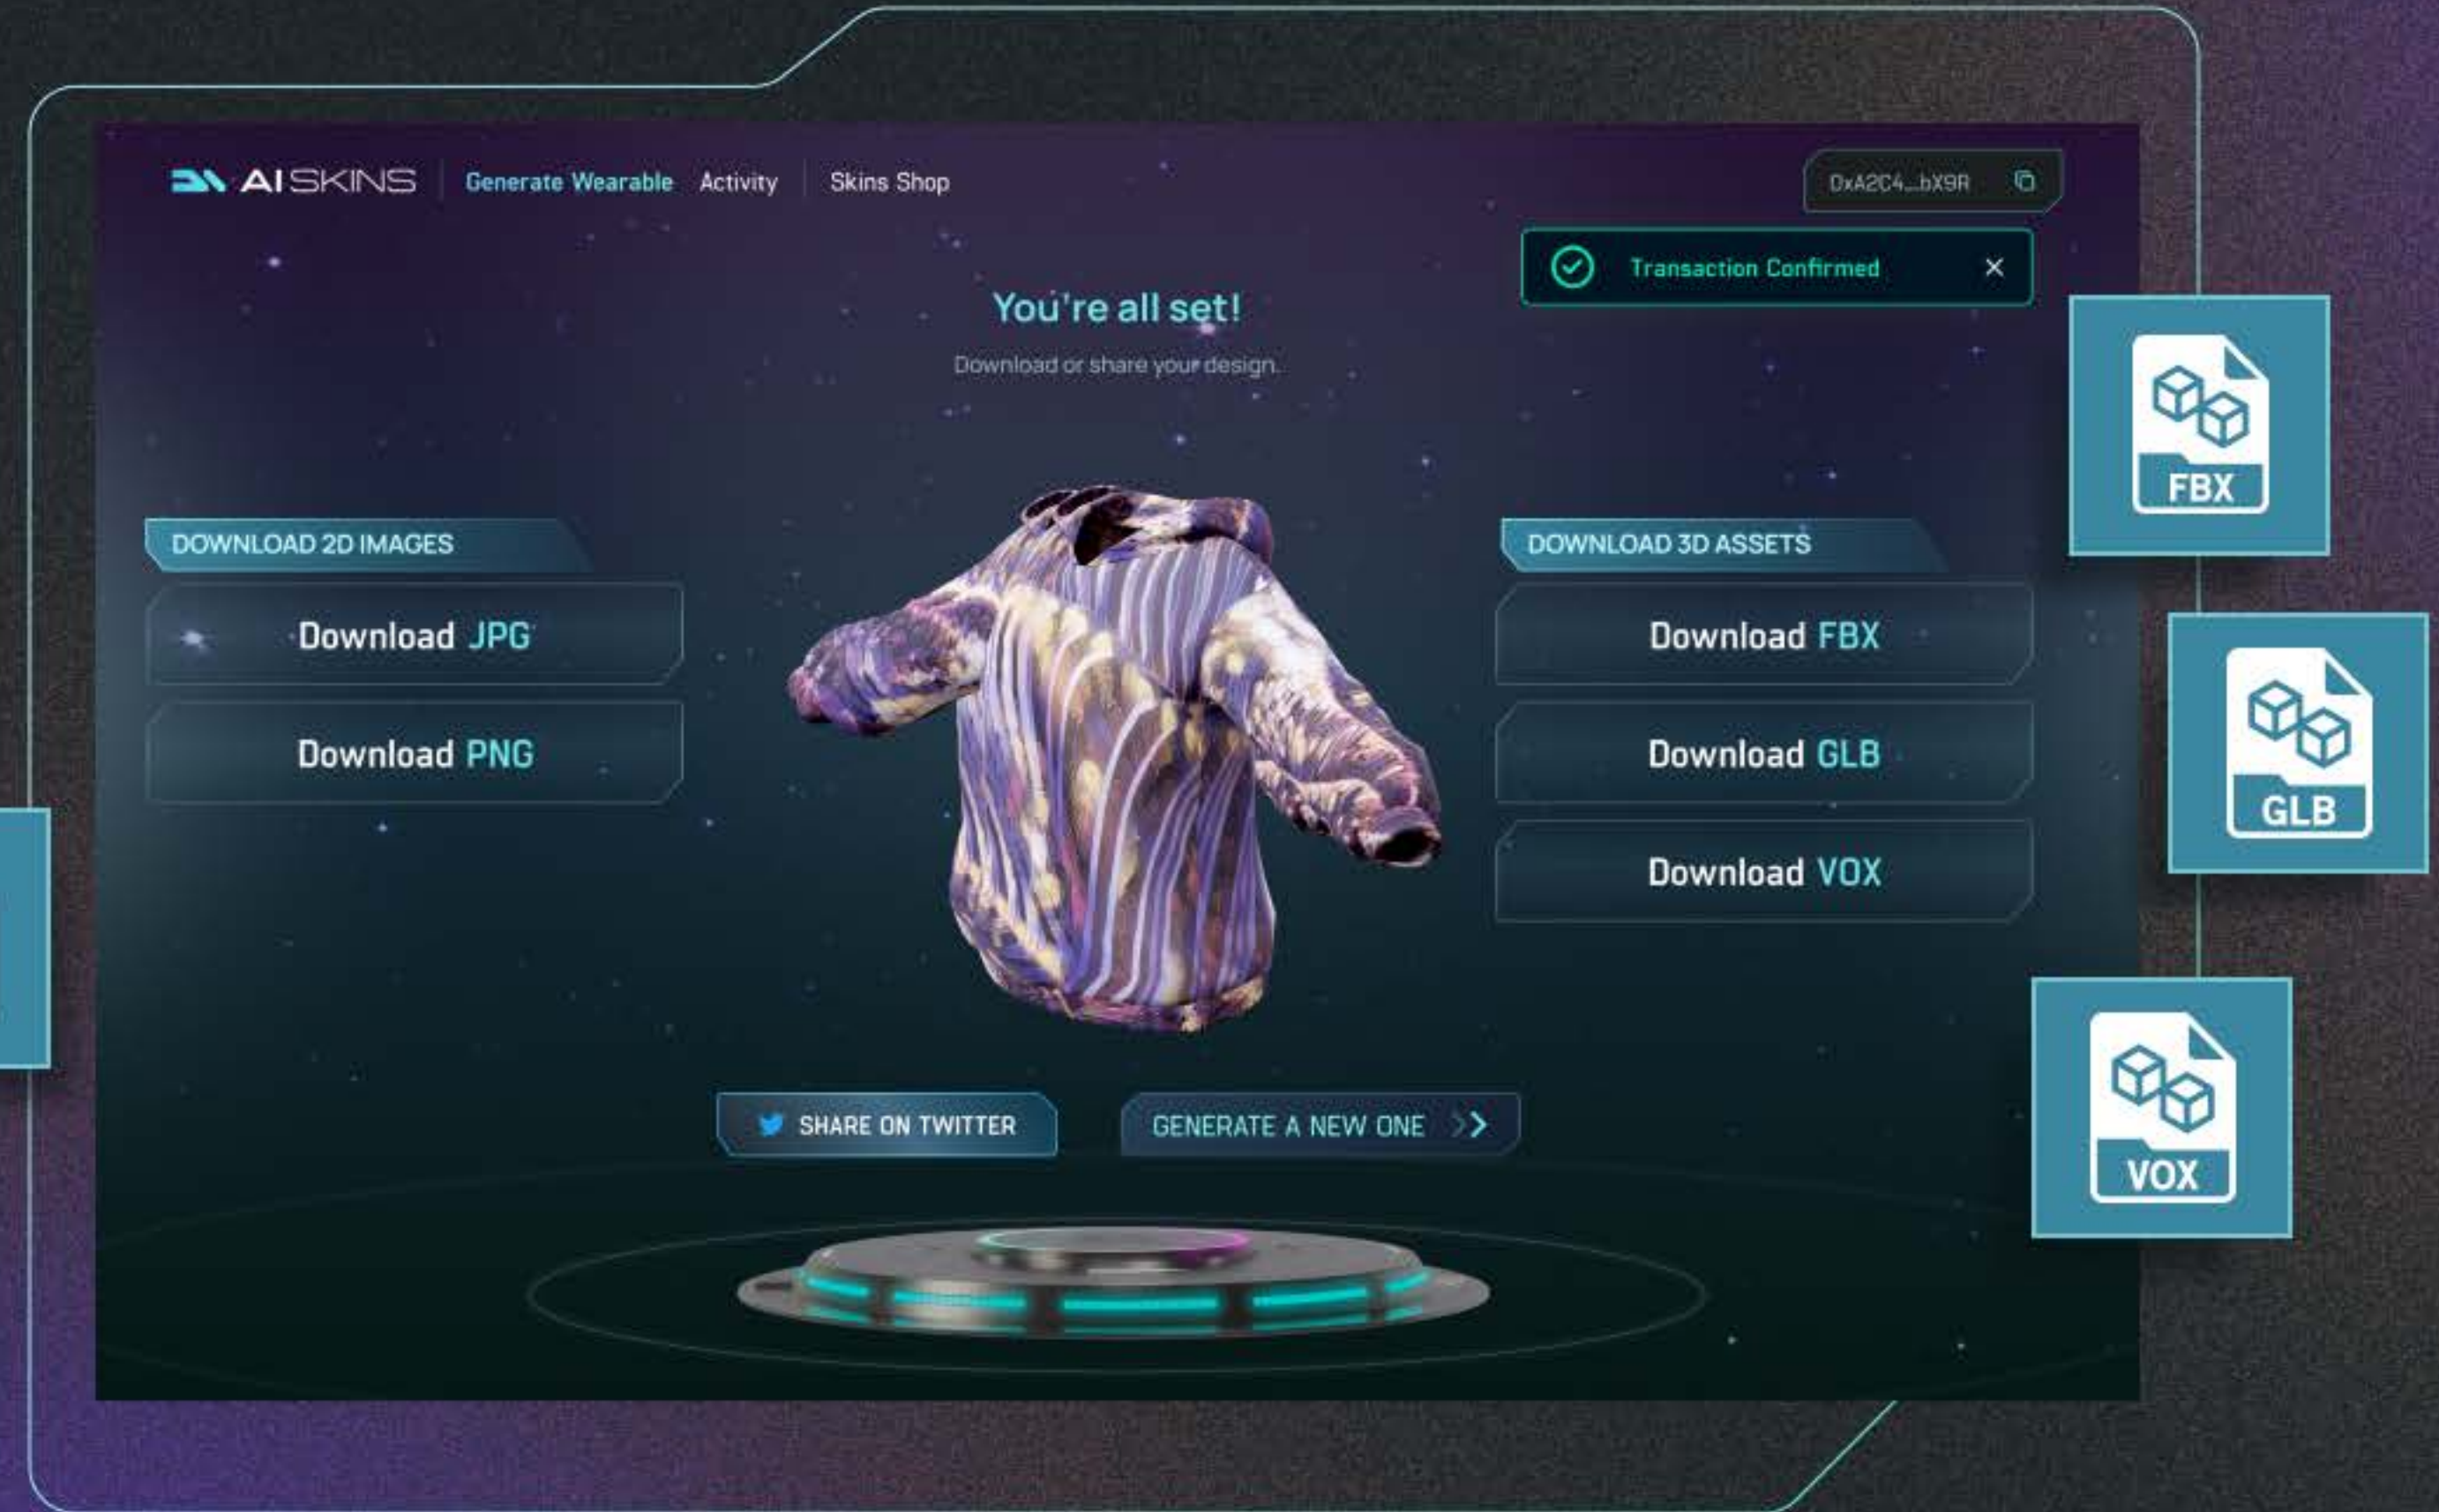 AI SKINS
Generate Wearable
Activity
Skins Shop
0xA2C4...bX9R
Transaction Confirmed
You're all set!
Download or share your design.
DOWNLOAD 2D IMAGES
Download JPG
Download PNG
DOWNLOAD 3D ASSETS
Download FBX
Download GLB
Download VOX
SHARE ON TWITTER
GENERATE A NEW ONE
FBX
GLB
VOX